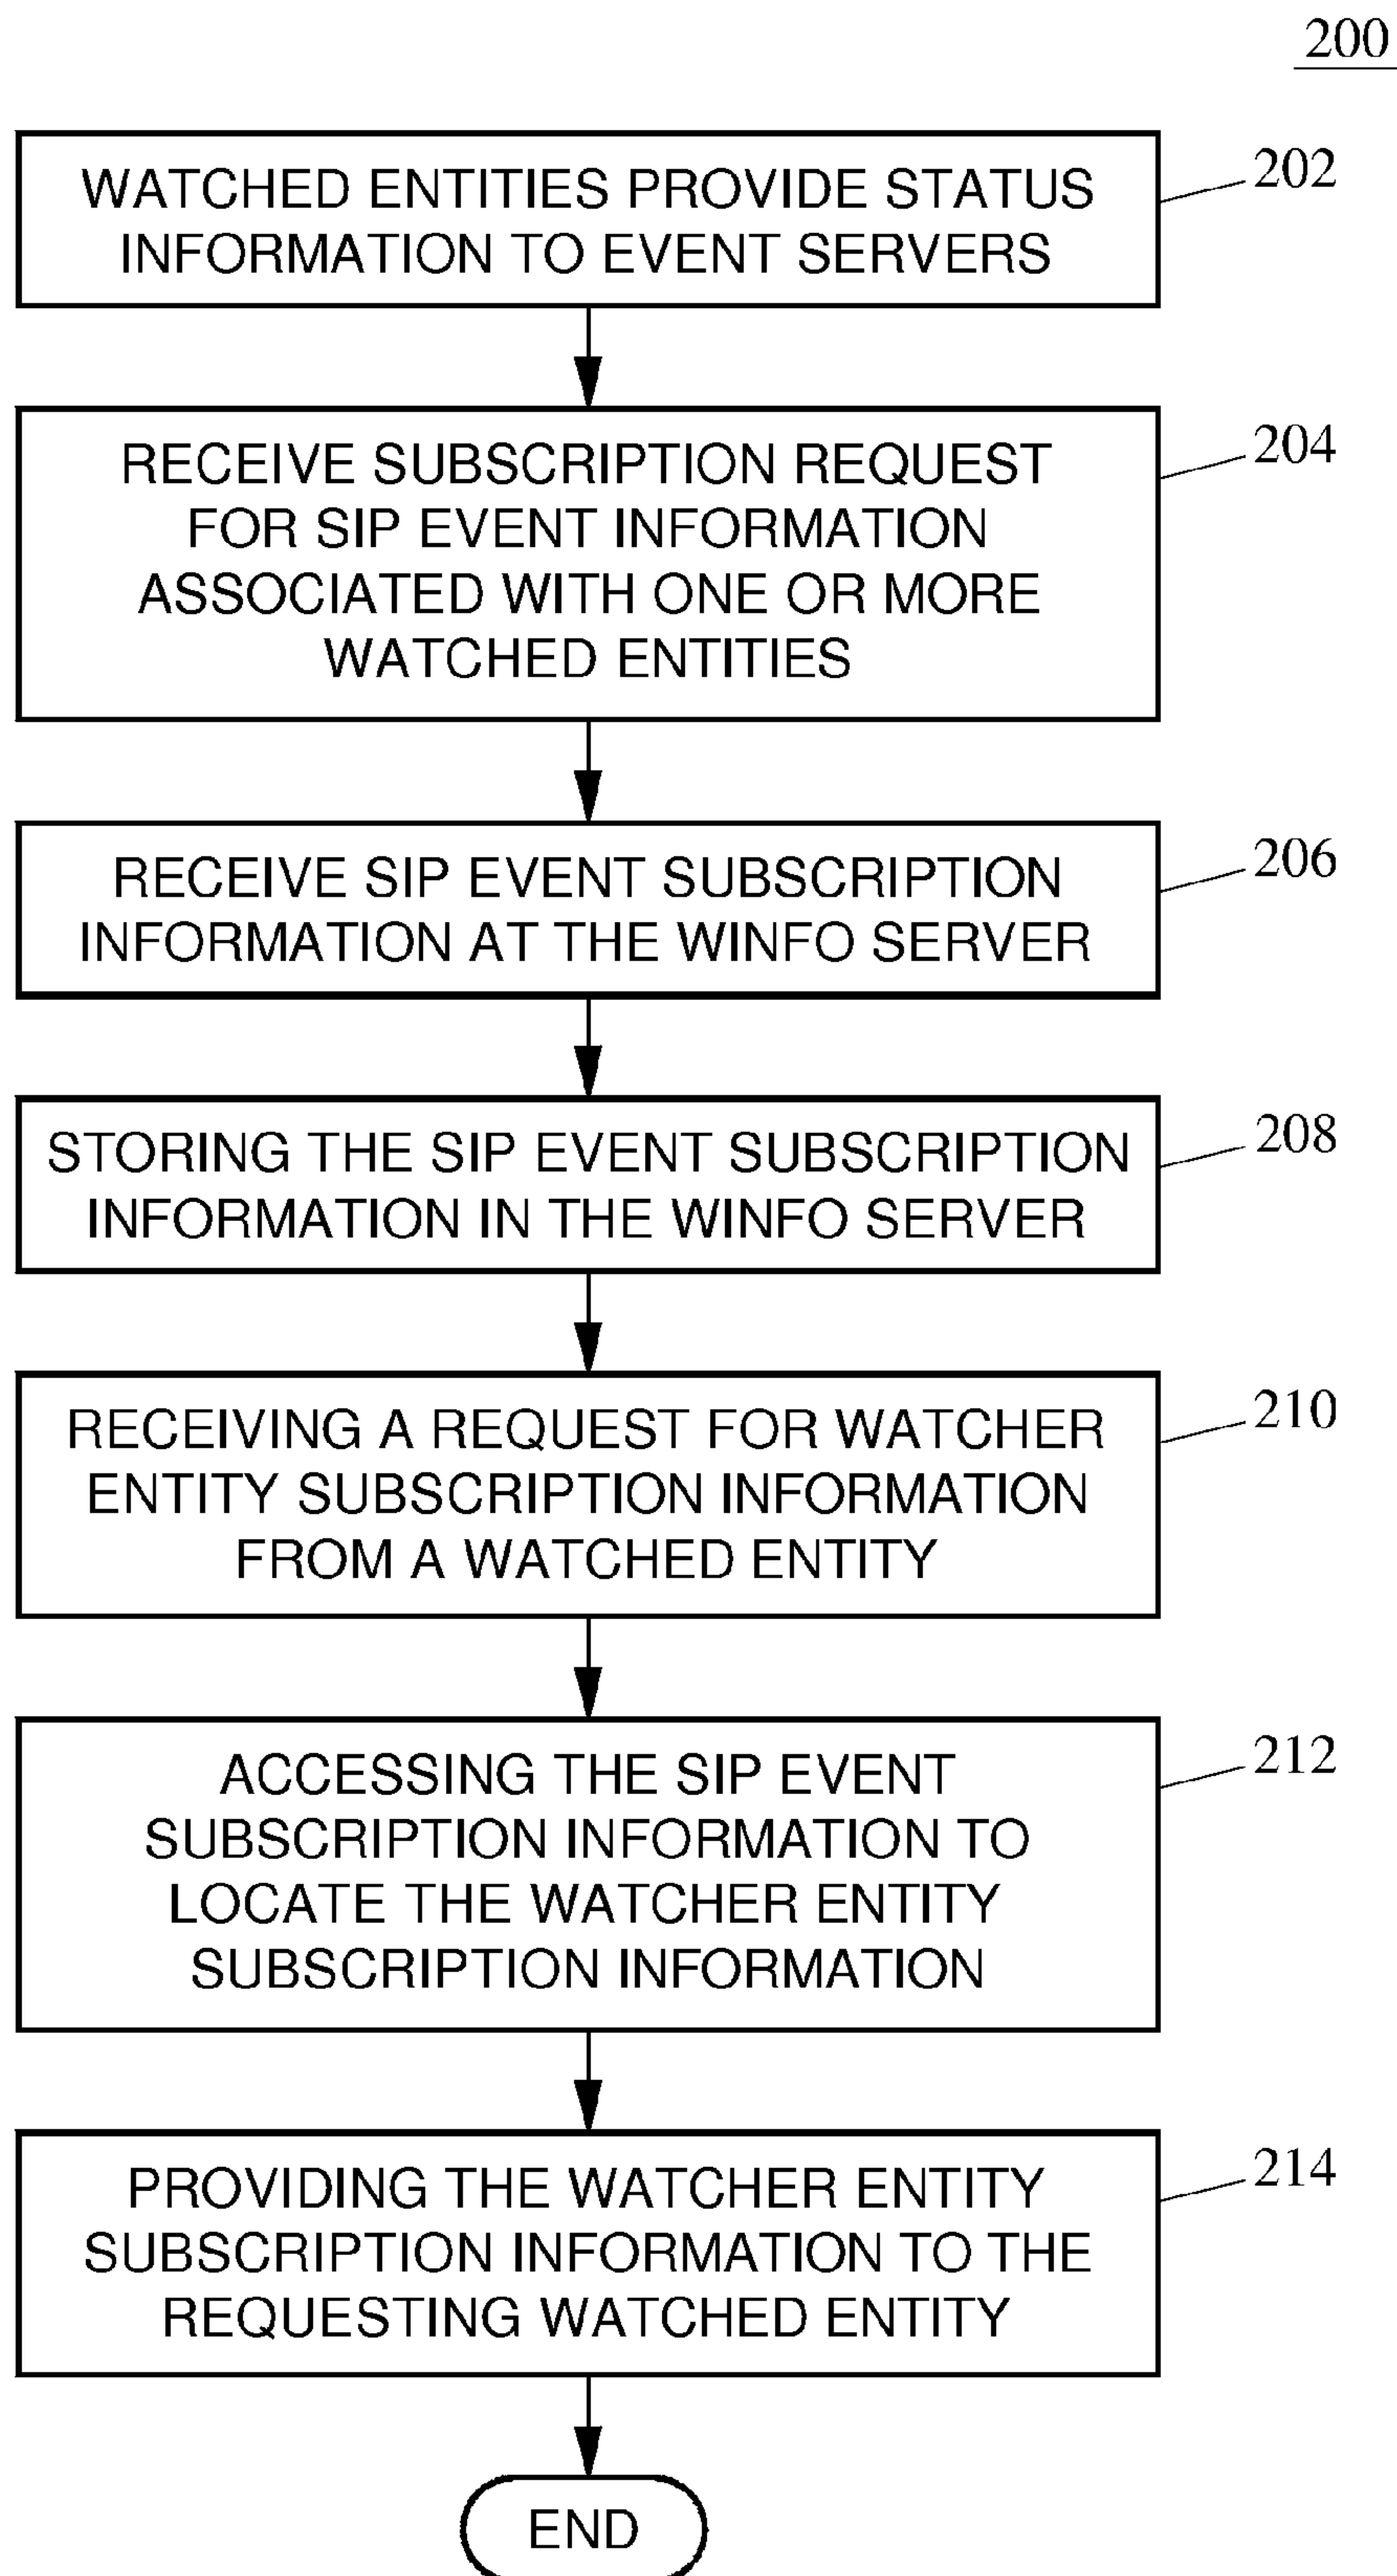 200
WATCHED ENTITIES PROVIDE STATUS
INFORMATION TO EVENT SERVERS
202
RECEIVE SUBSCRIPTION REQUEST
FOR SIP EVENT INFORMATION
ASSOCIATED WITH ONE OR MORE
WATCHED ENTITIES
204
RECEIVE SIP EVENT SUBSCRIPTION
INFORMATION AT THE WINFO SERVER
206
STORING THE SIP EVENT SUBSCRIPTION
INFORMATION IN THE WINFO SERVER
208
RECEIVING A REQUEST FOR WATCHER
ENTITY SUBSCRIPTION INFORMATION
FROM A WATCHED ENTITY
210
ACCESSING THE SIP EVENT
SUBSCRIPTION INFORMATION TO
LOCATE THE WATCHER ENTITY
SUBSCRIPTION INFORMATION
212
PROVIDING THE WATCHER ENTITY
SUBSCRIPTION INFORMATION TO THE
REQUESTING WATCHED ENTITY
214
END